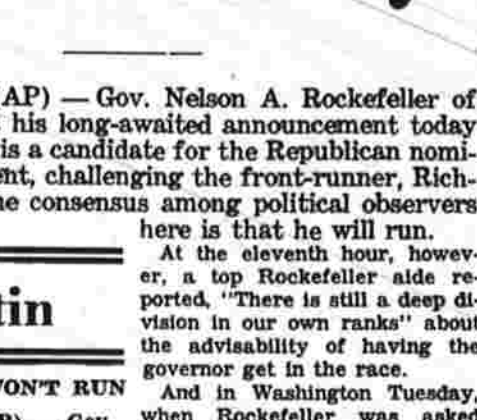 AP) — Gov. Nelson A. Rockefeller of
his long-awaited announcement today
is a candidate for the Republican nomi-
nt, challenging the front-runner, Rich-
e consensus among political observers
here is that he will run.
At the eleventh hour, howev-
er, a top Rockefeller aide re-
ported, "There is still a deep di-
vision in our own ranks" about
the advisability of having the
governor get in the race.
And in Washington Tuesday,
when Rockefeller was asked
tin
WON'T RUN
P)— Gov.